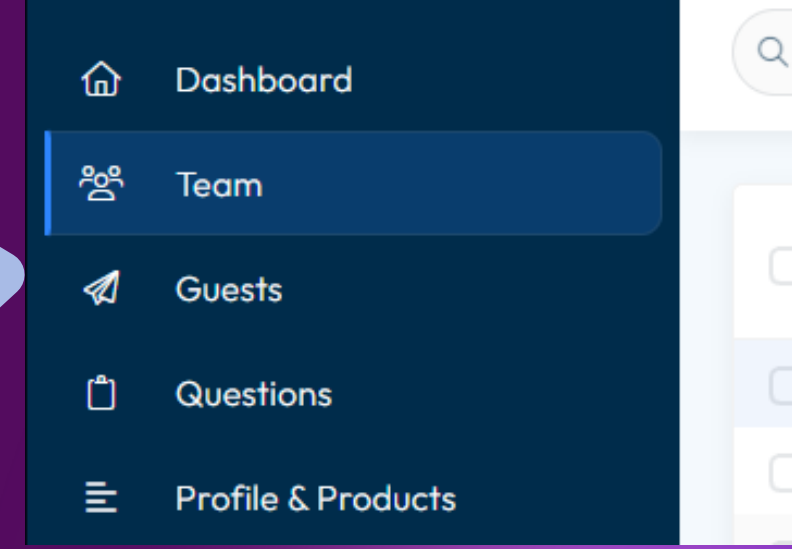 Dashboard
Team
Guests
Questions
Profile & Products